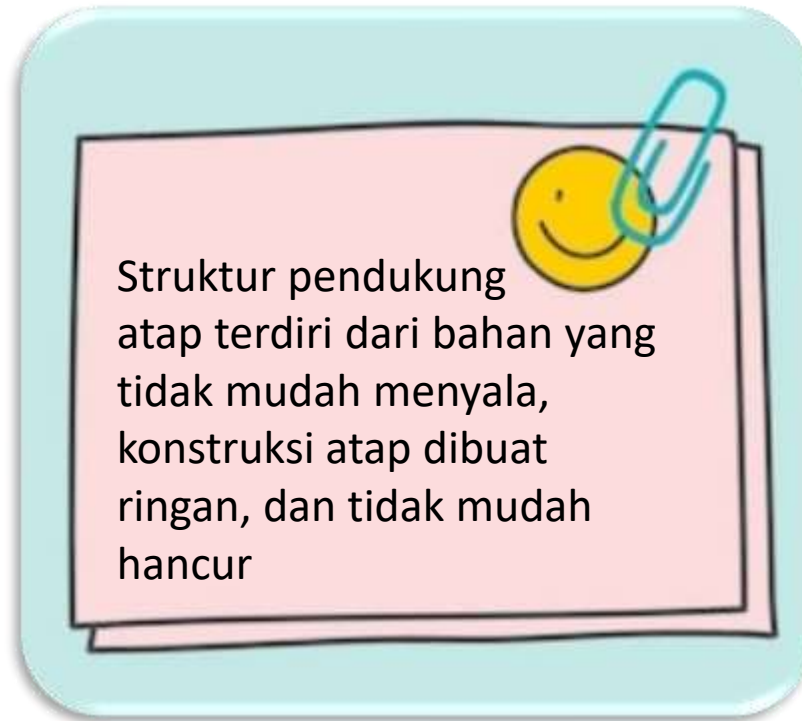 Struktur pendukung
atap terdiri dari bahan yang
tidak mudah menyala,
konstruksi atap dibuat
ringan, dan tidak mudah
hancur